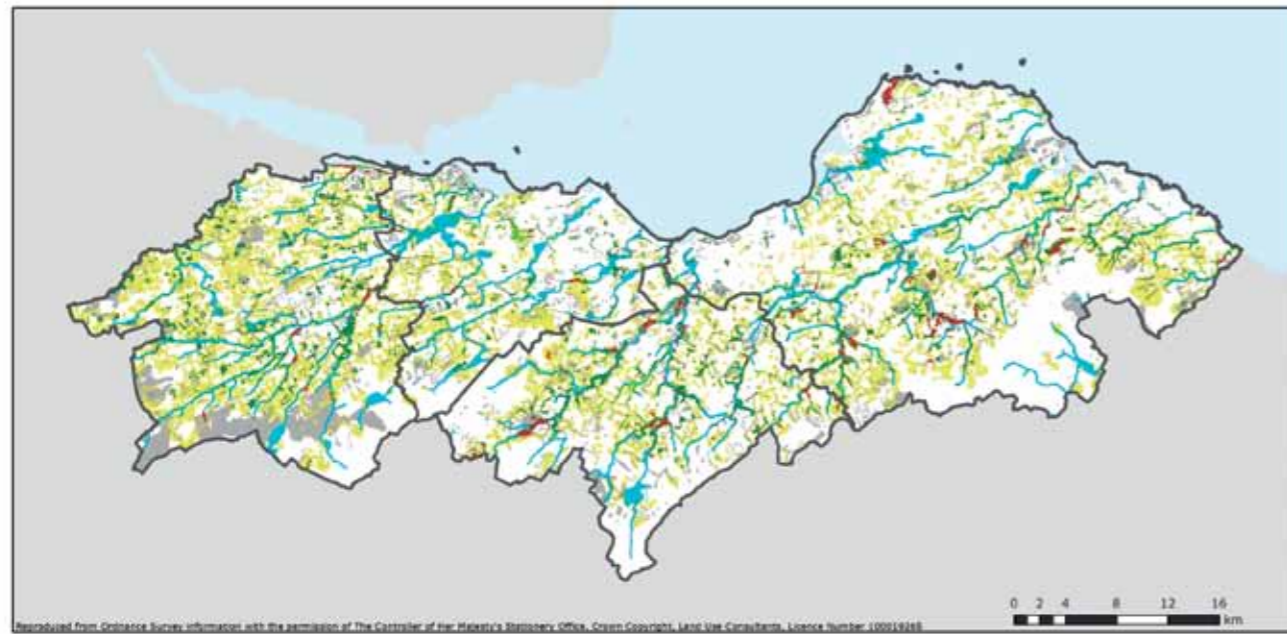 0 2 4 8 12 16
km
Reproduced from Ordnance Survey information with the permission of The Controller of Her Majesty's Stationery Office, Crown Copyright, Land Use Consultants, Licence Number 100019265